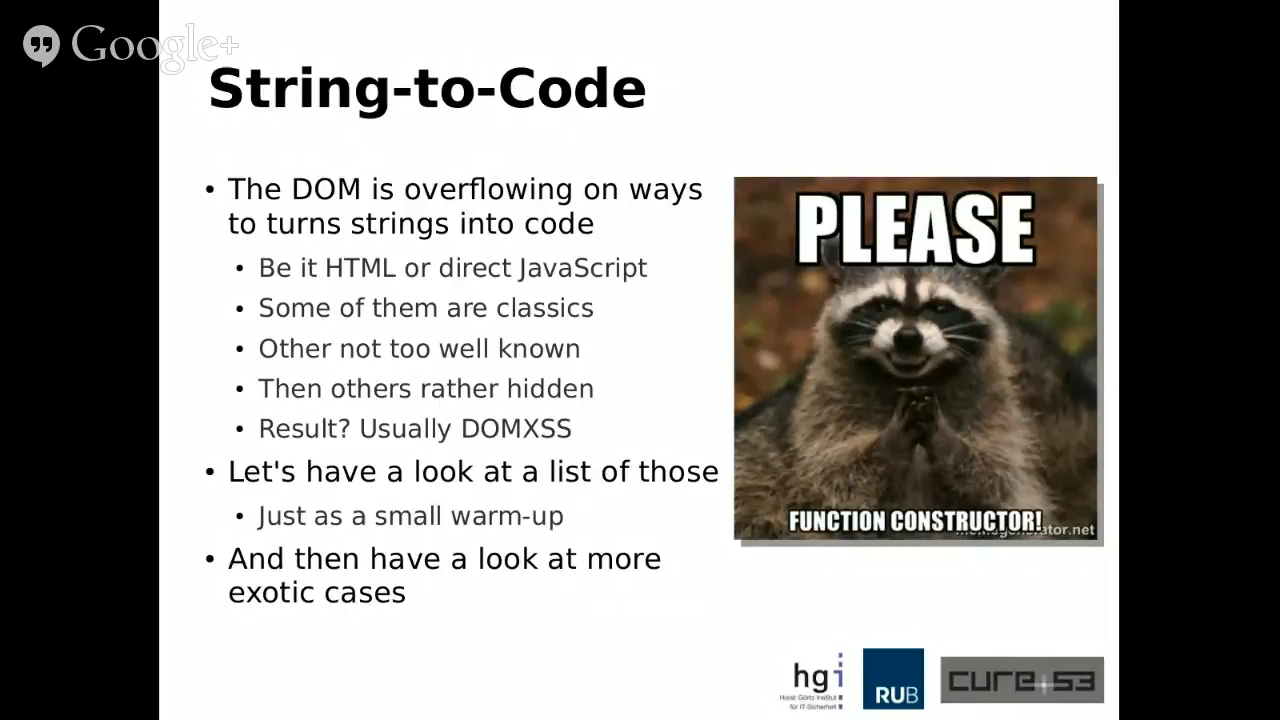 Google+
String-to-Code
• The DOM is overflowing on ways
to turns strings into code
• Be it HTML or direct JavaScript
• Some of them are classics
• Other not too well known
• Then others rather hidden
• Result? Usually DOMXSS
• Let's have a look at a list of those
• Just as a small warm-up
• And then have a look at more
exotic cases
PLEASE
FUNCTION CONSTRUCTOR!
memegenerator.net
hgi
Horst Görtz Institut
für IT-Sicherheit
RUB
cure+53